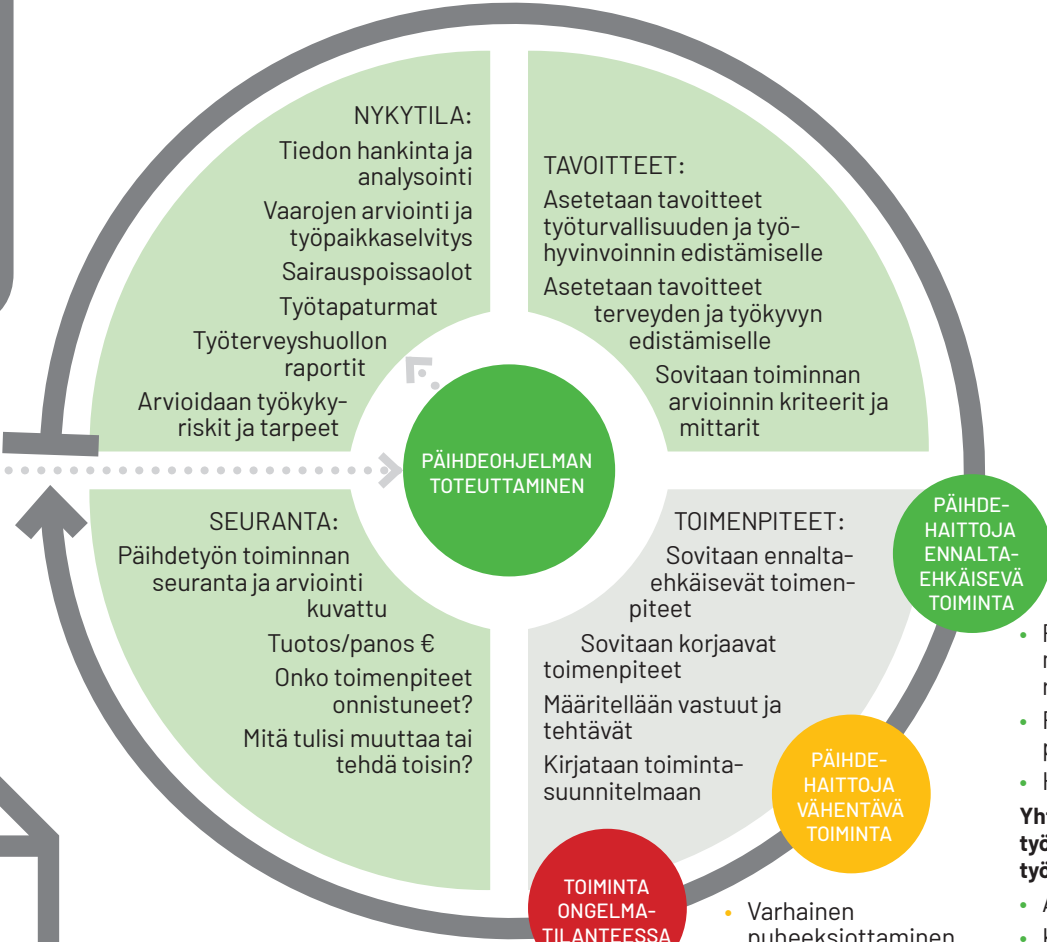 NYKYTILA:
Tiedon hankinta ja
analysointi
Vaarojen arviointi ja
työpaikkaselvitys
Sairauspoissaolot
Työtapaturmat
Työterveyshuollon
raportit
Arvioidaan työkyky-
riskit ja tarpeet
TAVOITTEET:
Asetetaan tavoitteet
työturvallisuuden ja työ-
hyvinvoinnin edistämiselle
Asetetaan tavoitteet
terveyden ja työkyvyn
edistämiselle
Sovitaan toiminnan
arvioinnin kriteerit ja
mittarit
PÄIHDEOHJELMAN
TOTEUTTAMINEN
SEURANTA:
Päihdetyön toiminnan
seuranta ja arviointi
kuvattu
Tuotos/panos €
Onko toimenpiteet
onnistuneet?
Mitä tulisi muuttaa tai
tehdä toisin?
TOIMENPITEET:
Sovitaan ennalta-
ehkäisevät toimen-
piteet
Sovitaan korjaavat
toimenpiteet
Määritellään vastuut ja
tehtävät
Kirjataan toiminta-
suunnitelmaan
PÄIHDE-
HAITTOJA
ENNALTA-
EHKÄISEVÄ
TOIMINTA
PÄIHDE-
HAITTOJA
VÄHENTÄVÄ
TOIMINTA
TOIMINTA
ONGELMA-
TILANTEESSA
• Varhainen
puheeksiottaminen